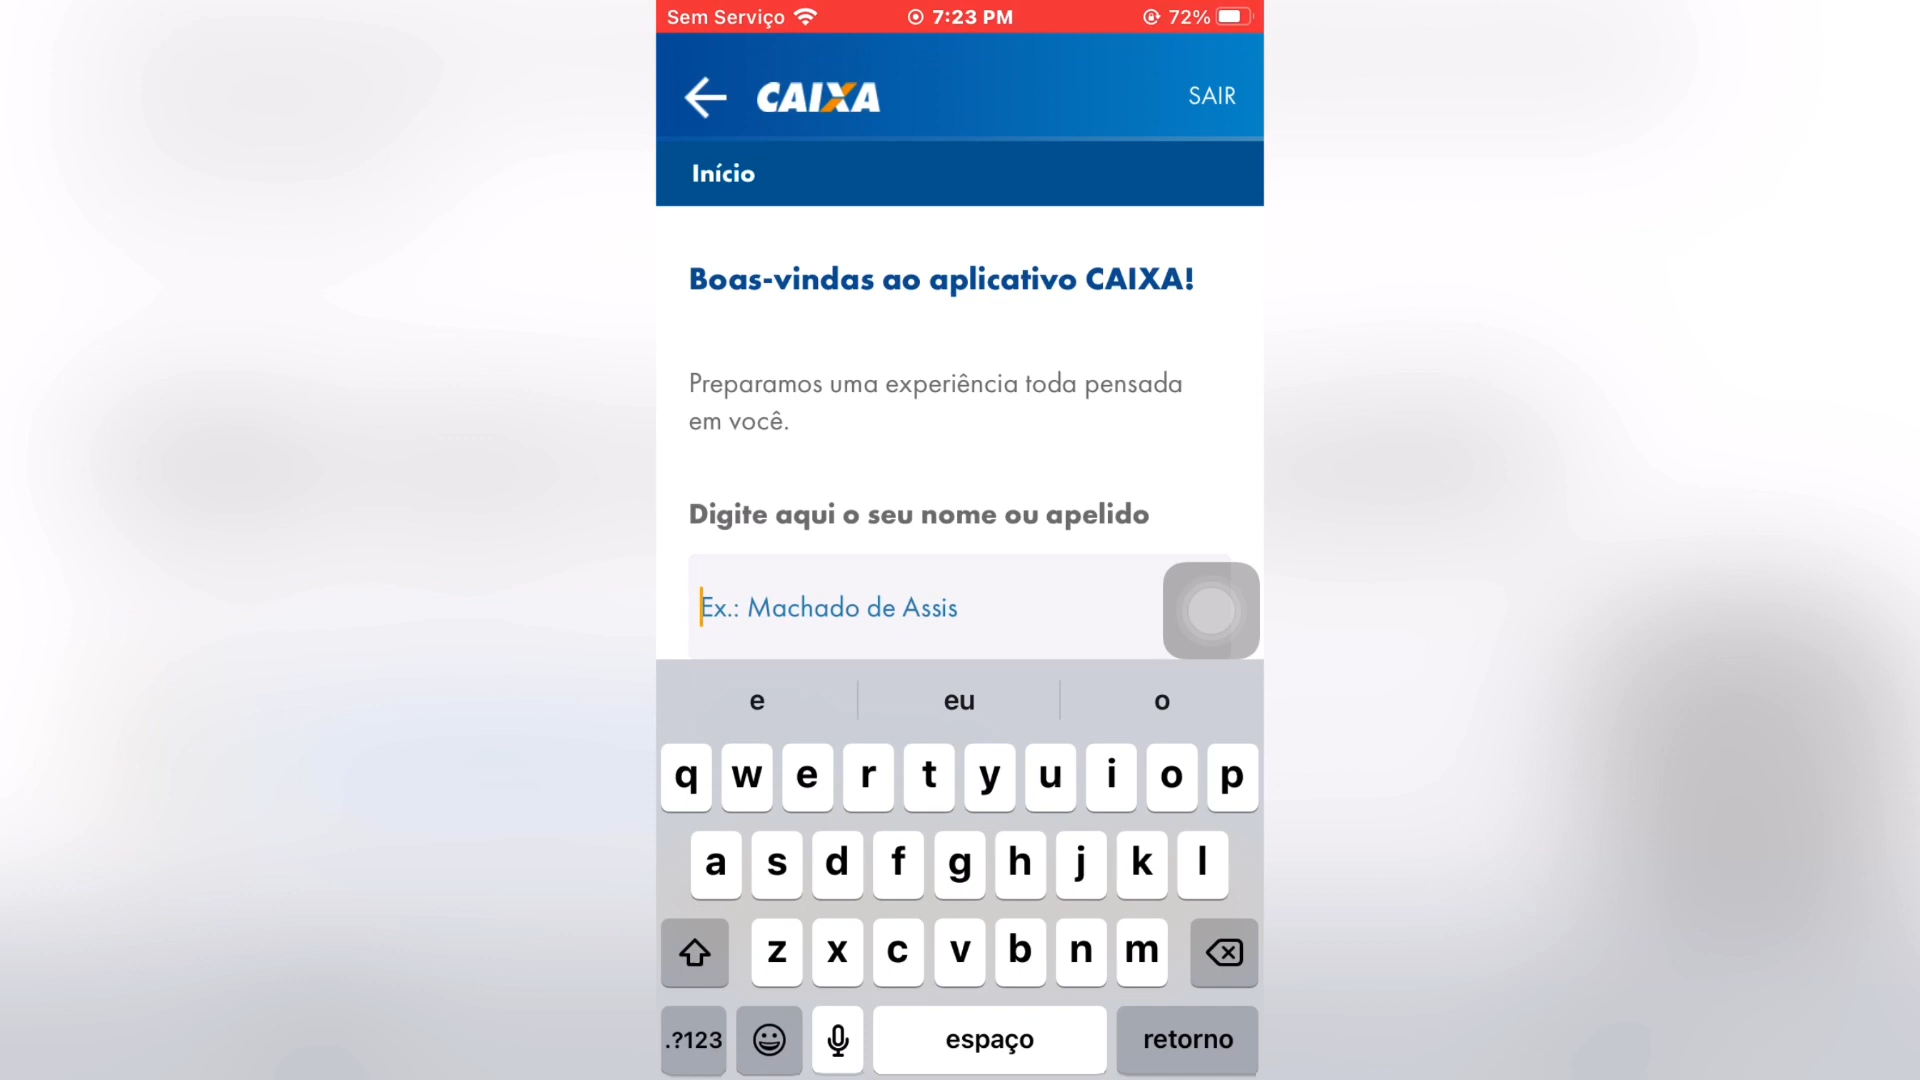 Sem Serviço 7:23 PM 72%
CAIXA SAIR
Início
Boas-vindas ao aplicativo CAIXA!
Preparamos uma experiência toda pensada
em você.
Digite aqui o seu nome ou apelido
Ex.: Machado de Assis
e eu o
q w e r t y u i o p
a s d f g h j k l
z x c v b n m
.?123 espaço retorno